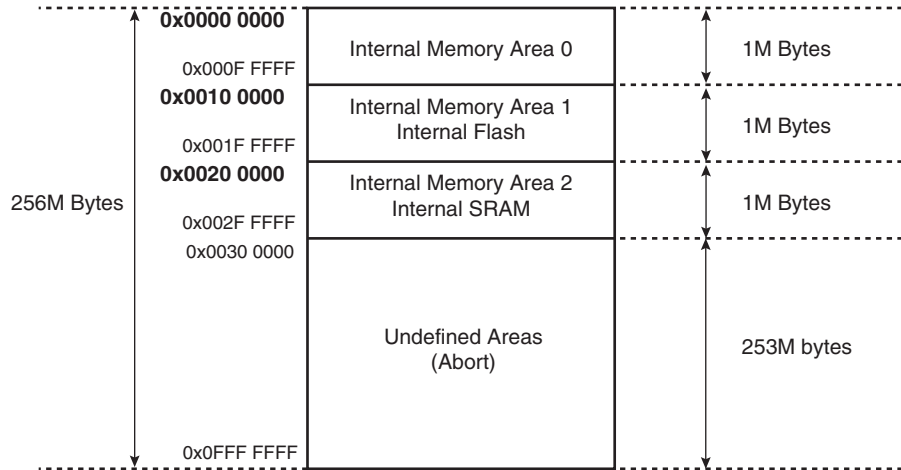 0x0000 0000
Internal Memory Area 0
1M Bytes
0x000F FFFF
0x0010 0000
Internal Memory Area 1
Internal Flash
1M Bytes
0x001F FFFF
0x0020 0000
256M Bytes
Internal Memory Area 2
Internal SRAM
1M Bytes
0x002F FFFF
0x0030 0000
Undefined Areas
(Abort)
253M bytes
0x0FFF FFFF